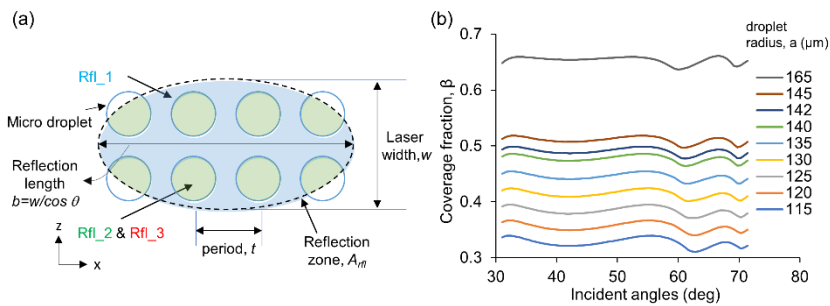 (a)
Rfl_1
Micro droplet
Reflection
length
b=w/cos θ
Laser
width, w
Rfl_2 & Rfl_3
period, t
Reflection
zone, Arfl
z
x
(b)
droplet
radius, a (μm)
Coverage fraction, β
0.7
0.6
0.5
0.4
0.3
30
40
50
60
70
80
Incident angles (deg)
165
145
142
140
135
130
125
120
115